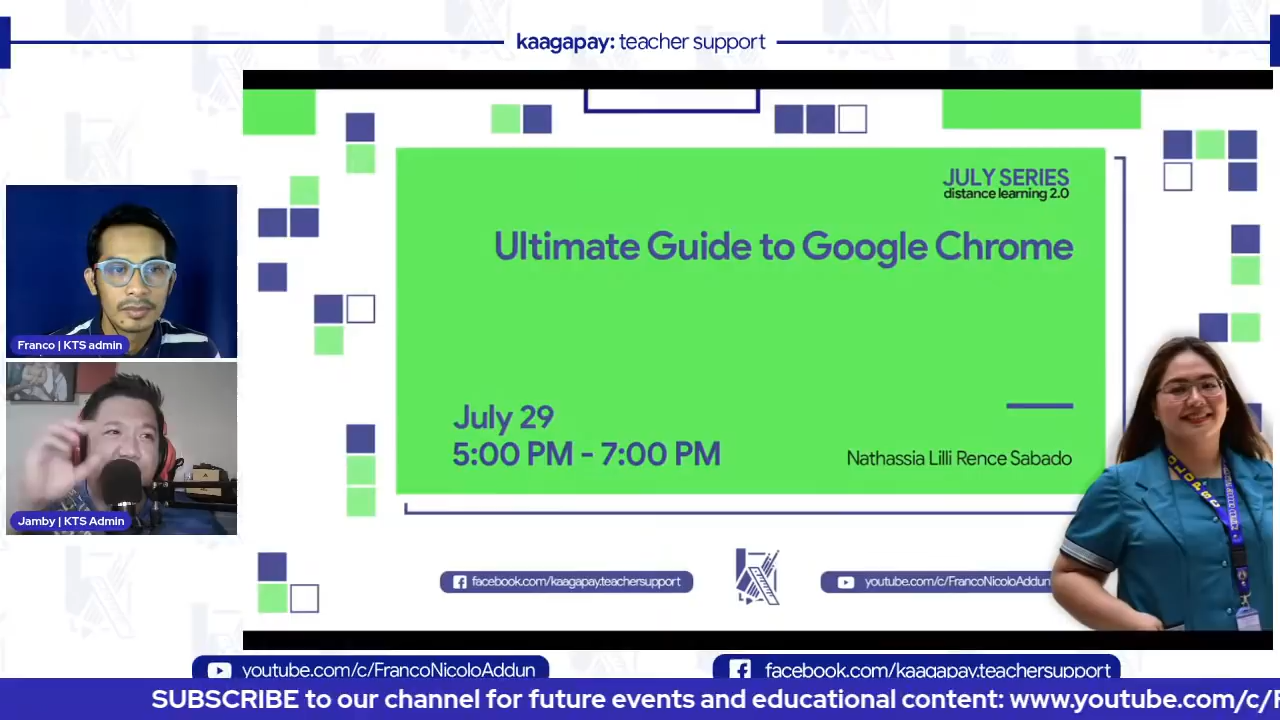 kaagapay: teacher support
JULY SERIES
distance learning 2.0
Ultimate Guide to Google Chrome
July 29
5:00 PM - 7:00 PM
Nathassia Lilli Rence Sabado
Franco | KTS admin
Jamby | KTS Admin
facebook.com/kaagapay.teachersupport
youtube.com/c/FrancoNicoloAddun
youtube.com/c/FrancoNicoloAddun
facebook.com/kaagapay.teachersupport
SUBSCRIBE to our channel for future events and educational content: www.youtube.com/c/F